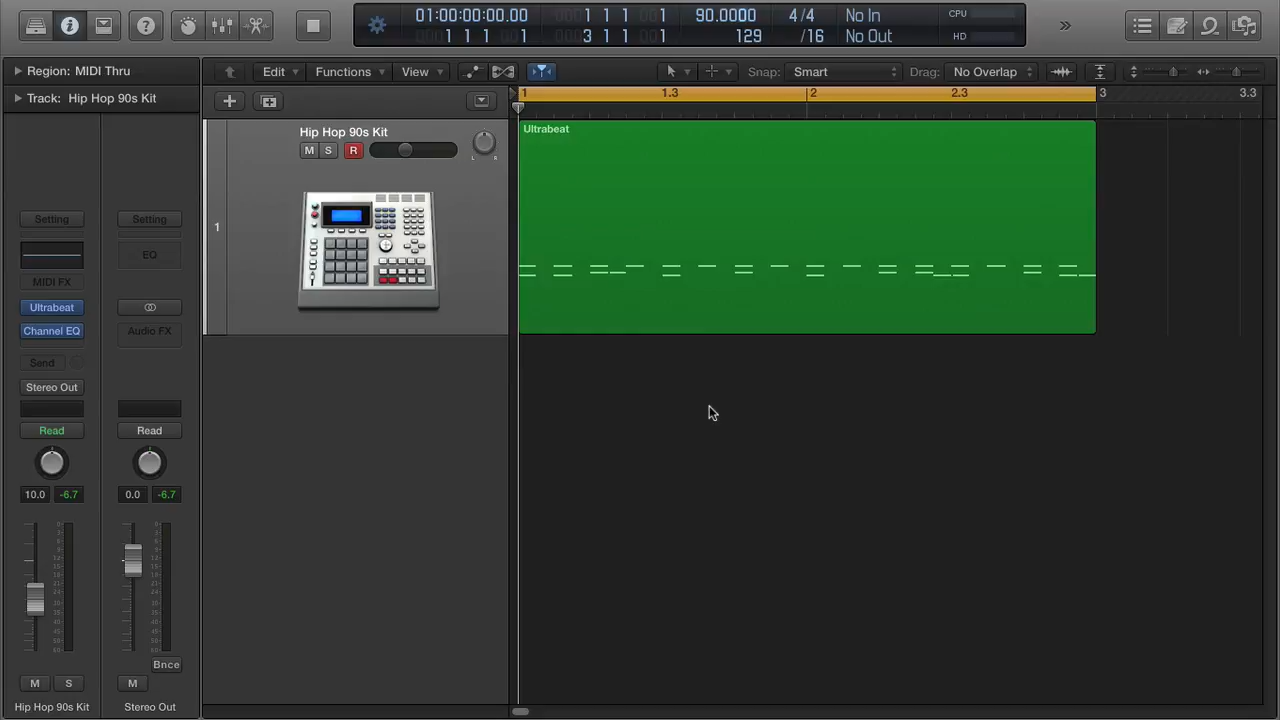 01:00:00:00.00 1 1 1 1 90.0000 4/4 No In CPU
1 1 1 1 3 1 1 1 129 /16 No Out HD
Region: MIDI Thru
Edit Functions View Snap: Smart Drag: No Overlap
Track: Hip Hop 90s Kit
1 1.3 2 2.3 3 3.3
Hip Hop 90s Kit
M S R
L R
Ultrabeat
1
Setting Setting
EQ
MIDI FX
Ultrabeat
Channel EQ Audio FX
Send
Stereo Out
Read Read
10.0 -6.7 0.0 -6.7
Bnce
M S M
Hip Hop 90s Kit Stereo Out